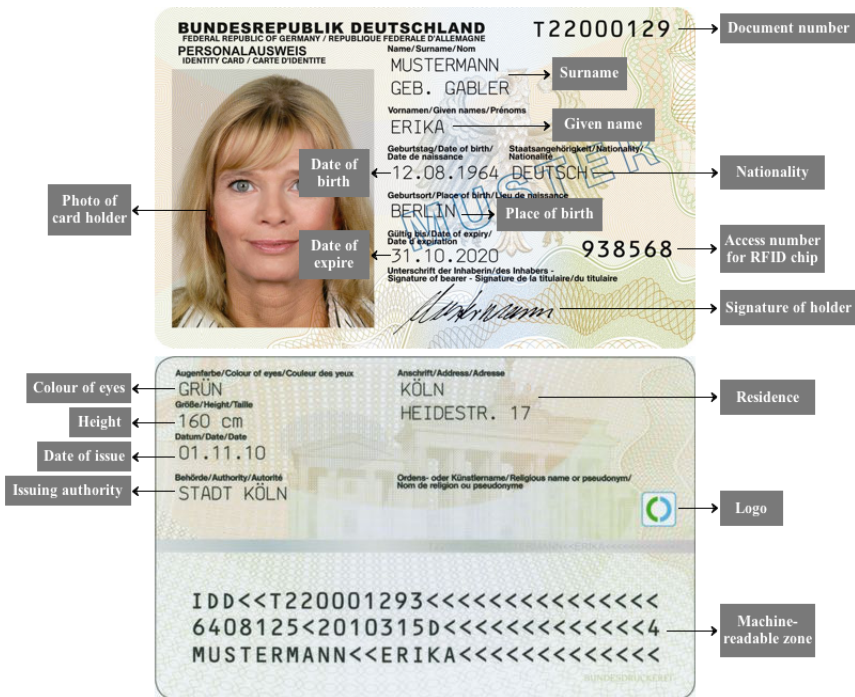 BUNDESREPUBLIK DEUTSCHLAND
FEDERAL REPUBLIC OF GERMANY / REPUBLIQUE FEDERALE D'ALLEMAGNE
PERSONALAUSWEIS
IDENTITY CARD / CARTE D'IDENTITE
T22000129
Document number
Name/Surname/Nom
MUSTERMANN
GEB. GABLER
Surname
Vornamen/Given names/Prénoms
ERIKA
Given name
Geburtstag/Date of birth/
Date de naissance
12.08.1964
Date of
birth
Staatsangehörigkeit/Nationality/
Nationalité
DEUTSCH
Nationality
MUSTER
Photo of
card holder
Geburtsort/Place of birth/Lieu de naissance
BERLIN
Place of birth
Gültig bis/Date of expiry/
Date d'expiration
31.10.2020
Date of
expire
938568
Access number
for RFID chip
Unterschrift der Inhaberin/des Inhabers -
Signature of bearer - Signature de la titulaire/du titulaire
Mustermann
Signature of holder
Augenfarbe/Colour of eyes/Couleur des yeux
GRÜN
Colour of eyes
Größe/Height/Taille
160 cm
Height
Datum/Date/Date
01.11.10
Date of issue
Behörde/Authority/Autorité
STADT KÖLN
Issuing authority
Anschrift/Address/Adresse
KÖLN
HEIDESTR. 17
Residence
Ordens- oder Künstlername/Religious name or pseudonym/
Nom de religion ou pseudonyme
Logo
IDD<<T220001293<<<<<<<<<<<<<<<
6408125<2010315D<<<<<<<<<<<<<4
MUSTERMANN<<ERIKA<<<<<<<<<<<<<
Machine-
readable zone
BUNDESDRUCKEREI